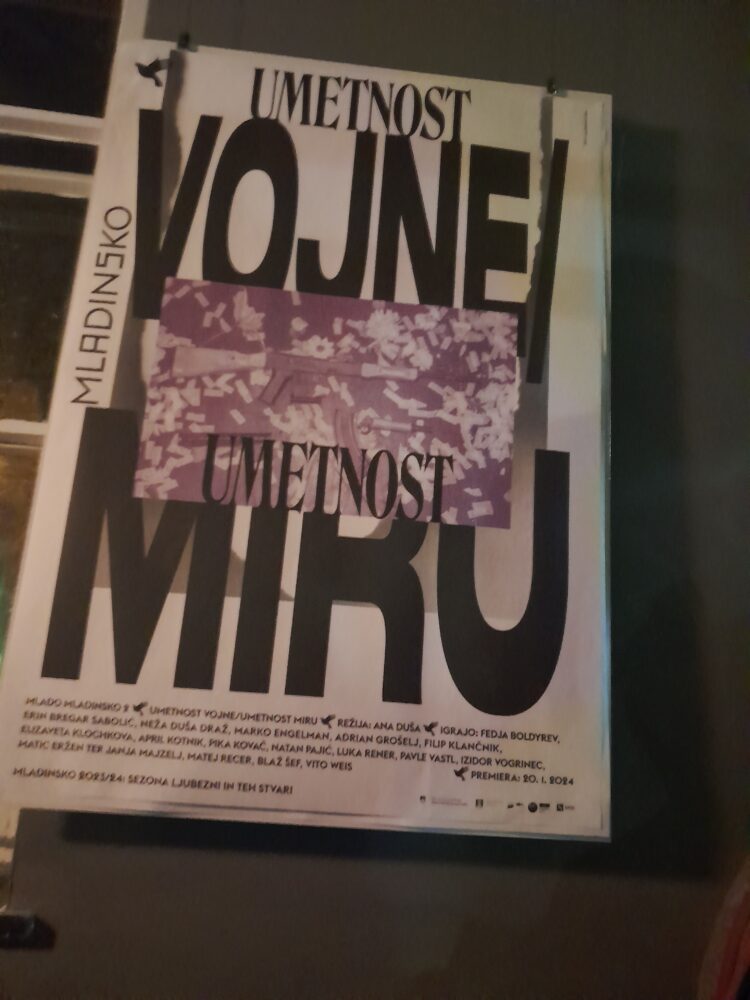 UMETNOST
VOJNE/
MLADINSKO
UMETNOST
MIRU
MLADO MLADINSKO 2 UMETNOST VOJNE/UMETNOST MIRU REŽIJA: ANA DUŠA IGRAJO: FEDJA BOLDYREV,
ERIN BREGAR SABOLIČ, NEŽA DUŠA DRAŽ, MARKO ENGELMAN, ADRIAN GROŠELJ, FILIP KLANČNIK,
ELIZAVETA KLOCHKOVA, APRIL KOTNIK, PIKA KOVAČ, NATAN PAJIĆ, LUKA RENER, PAVLE VASTL, IZIDOR VOGRINEC,
MATIC ERŽEN TER JANJA MAJZELJ, MATEJ RECER, BLAŽ ŠEF, VITO WEIS
PREMIERA: 20. 1. 2024
MLADINSKO 2023/24: SEZONA LJUBEZNI IN TEH STVARI